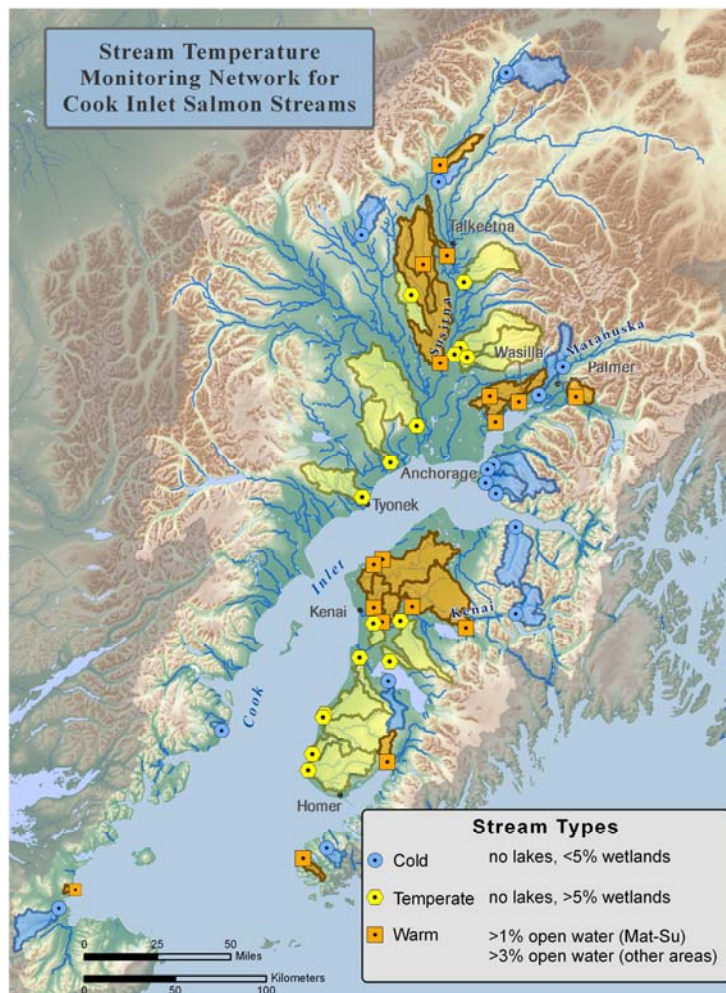 Stream Temperature
Monitoring Network for
Cook Inlet Salmon Streams
Talkeetna
Susitna
Wasilla
Matanuska
Palmer
Anchorage
Tyonek
Inlet
Kenai
Kenai
Cook
Homer
Stream Types
Cold no lakes, <5% wetlands
Temperate no lakes, >5% wetlands
Warm >1% open water (Mat-Su)
>3% open water (other areas)
0 25 50
Miles
Kilometers
0 50 100